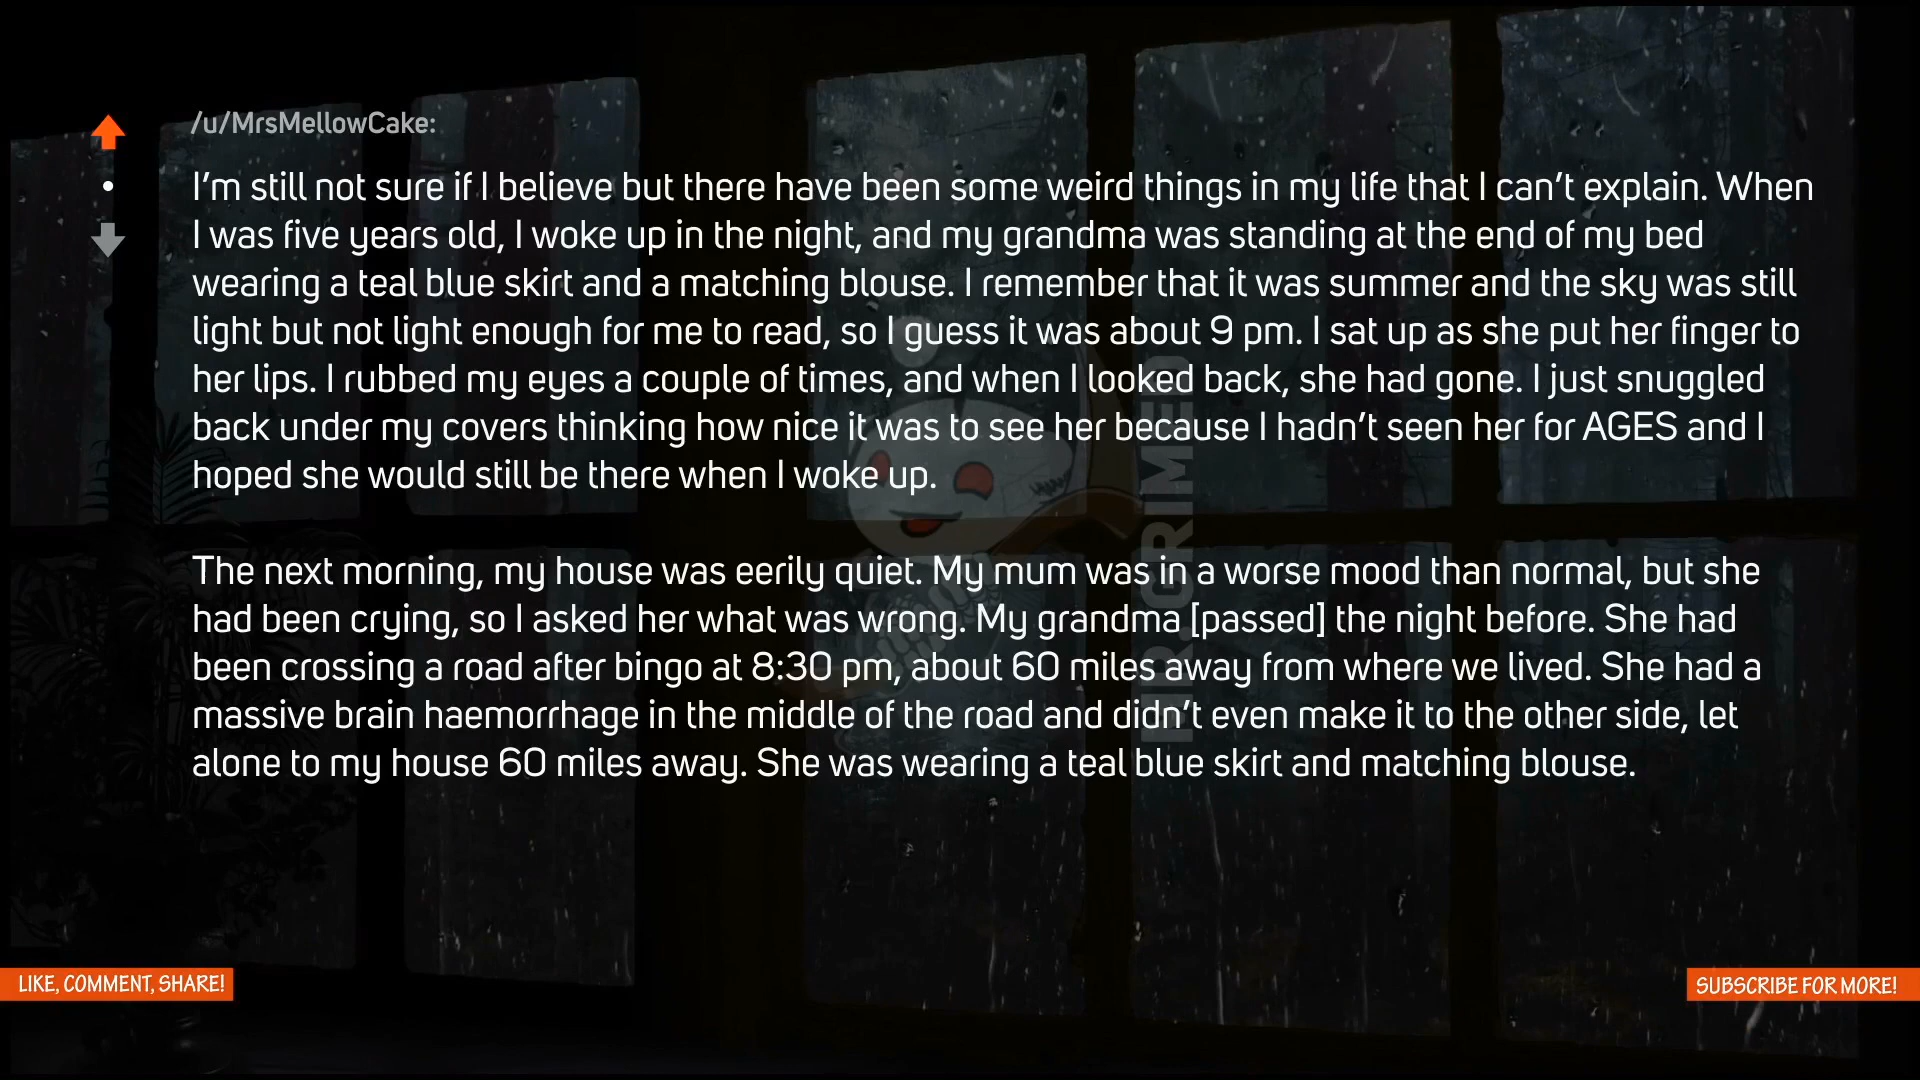 /u/MrsMellowCake:
I’m still not sure if I believe but there have been some weird things in my life that I can’t explain. When
I was five years old, I woke up in the night, and my grandma was standing at the end of my bed
wearing a teal blue skirt and a matching blouse. I remember that it was summer and the sky was still
light but not light enough for me to read, so I guess it was about 9 pm. I sat up as she put her finger to
her lips. I rubbed my eyes a couple of times, and when I looked back, she had gone. I just snuggled
back under my covers thinking how nice it was to see her because I hadn’t seen her for AGES and I
hoped she would still be there when I woke up.
The next morning, my house was eerily quiet. My mum was in a worse mood than normal, but she
had been crying, so I asked her what was wrong. My grandma [passed] the night before. She had
been crossing a road after bingo at 8:30 pm, about 60 miles away from where we lived. She had a
massive brain haemorrhage in the middle of the road and didn’t even make it to the other side, let
alone to my house 60 miles away. She was wearing a teal blue skirt and matching blouse.
LIKE, COMMENT, SHARE!
SUBSCRIBE FOR MORE!